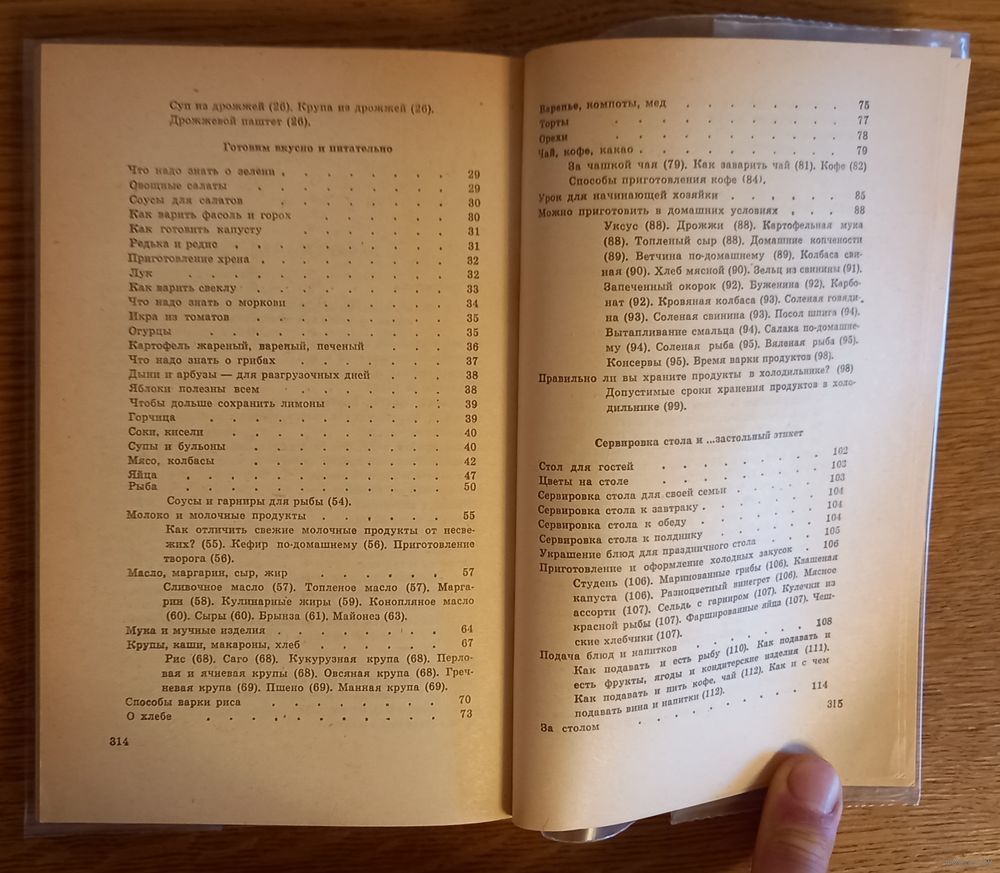 Суп из дрожжей (26). Крупа из дрожжей (26).
Дрожжевой паштет (26).
Готовим вкусно и питательно
Что надо знать о зелени . . . . . . 29
Овощные салаты . . . . . . 29
Соусы для салатов . . . . . 30
Как варить фасоль и горох . . . . 30
Как готовить капусту . . . . . 31
Редька и редис . . . . . . . 31
Приготовление хрена . . . . . . 32
Лук . . . . . . . . 32
Как варить свеклу . . . . . . 33
Что надо знать о моркови . . . . . 34
Икра из томатов . . . . . . 35
Огурцы . . . . . . . 35
Картофель жареный, вареный, печеный . . . 36
Что надо знать о грибах . . . . . 37
Дыни и арбузы — для разгрузочных дней . . . 38
Яблоки полезны всем . . . . . 38
Чтобы дольше сохранить лимоны . . . . 39
Горчица . . . . . . . 39
Соки, кисели . . . . . . . 40
Супы и бульоны . . . . . . 40
Мясо, колбасы . . . . . . 42
Яйца . . . . . . . . 47
Рыба . . . . . . . . 50
Соусы и гарниры для рыбы (54).
Молоко и молочные продукты . . . . . 55
Как отличить свежие молочные продукты от несве-
жих? (55). Кефир по-домашнему (56). Приготовление
творога (56).
Масло, маргарин, сыр, жир . . . . . 57
Сливочное масло (57). Топленое масло (57). Марга-
рин (58). Кулинарные жиры (59). Конопляное масло
(60). Сыры (60). Брынза (61). Майонез (63).
Мука и мучные изделия . . . . . . 64
Крупы, каши, макароны, хлеб . . . . . 67
Рис (68). Саго (68). Кукурузная крупа (68). Перло-
вая и ячневая крупы (68). Овсяная крупа (68). Греч-
невая крупа (69). Пшено (69). Манная крупа (69).
Способы варки риса . . . . . . 70
О хлебе . . . . . . . 73
314
Варенье, компоты, мед . . . . . . 75
Торты . . . . . . . 77
Орехи . . . . . . . 78
Чай, кофе, какао . . . . . . . 79
За чашкой чая (79). Как заварить чай (81). Кофе (82)
Способы приготовления кофе (84).
Урок для начинающей хозяйки . . . . . 85
Можно приготовить в домашних условиях . . . 88
Уксус (88). Дрожжи (88). Картофельная мука
(88). Топленый сыр (88). Домашние копчености
(89). Ветчина по-домашнему (89). Колбаса сви-
ная (90). Хлеб мясной (90). Зельц из свинины (91).
Запеченный окорок (92). Буженина (92). Карбо-
нат (92). Кровяная колбаса (93). Соленая говяди-
на (93). Соленая свинина (93). Посол шпига (94).
Вытапливание смальца (94). Салака по-домашне-
му (94). Соленая рыба (95). Вяленая рыба (95).
Консервы (95). Время варки продуктов (98).
Правильно ли вы храните продукты в холодильнике? (98)
Допустимые сроки хранения продуктов в холо-
дильнике (99).
Сервировка стола и ...застольный этикет
Стол для гостей . . . . . . 102
Цветы на столе . . . . . . 103
Сервировка стола для своей семьи . . . . 103
Сервировка стола к завтраку . . . . . 104
Сервировка стола к обеду . . . . . 104
Сервировка стола к полднику . . . . . 104
Украшение блюд для праздничного стола . . . 105
Приготовление и оформление холодных закусок . 106
Студень (106). Маринованные грибы (106). Квашеная
капуста (106). Разноцветный винегрет (106). Мясное
ассорти (107). Сельдь с гарниром (107). Кулечки из
красной рыбы (107). Фаршированные яйца (107). Чеш-
ские хлебчики (107).
Подача блюд и напитков . . . . . 108
Как подавать и есть рыбу (110). Как подавать и
есть фрукты, ягоды и кондитерские изделия (111).
Как подавать и пить кофе, чай (112). Как и с чем
подавать вина и напитки (112).
За столом . . . . . . . 114
315